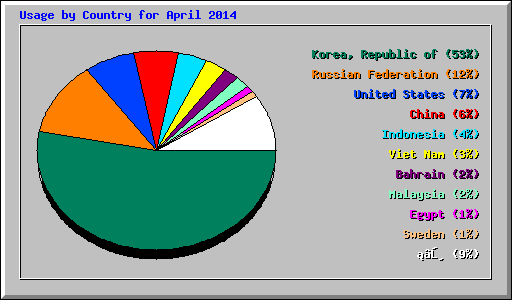 Usage by Country for April 2014
Korea, Republic of (53%)
Russian Federation (12%)
United States (7%)
China (6%)
Indonesia (4%)
Viet Nam (3%)
Bahrain (2%)
Malaysia (2%)
Egypt (1%)
Sweden (1%)
(9%)